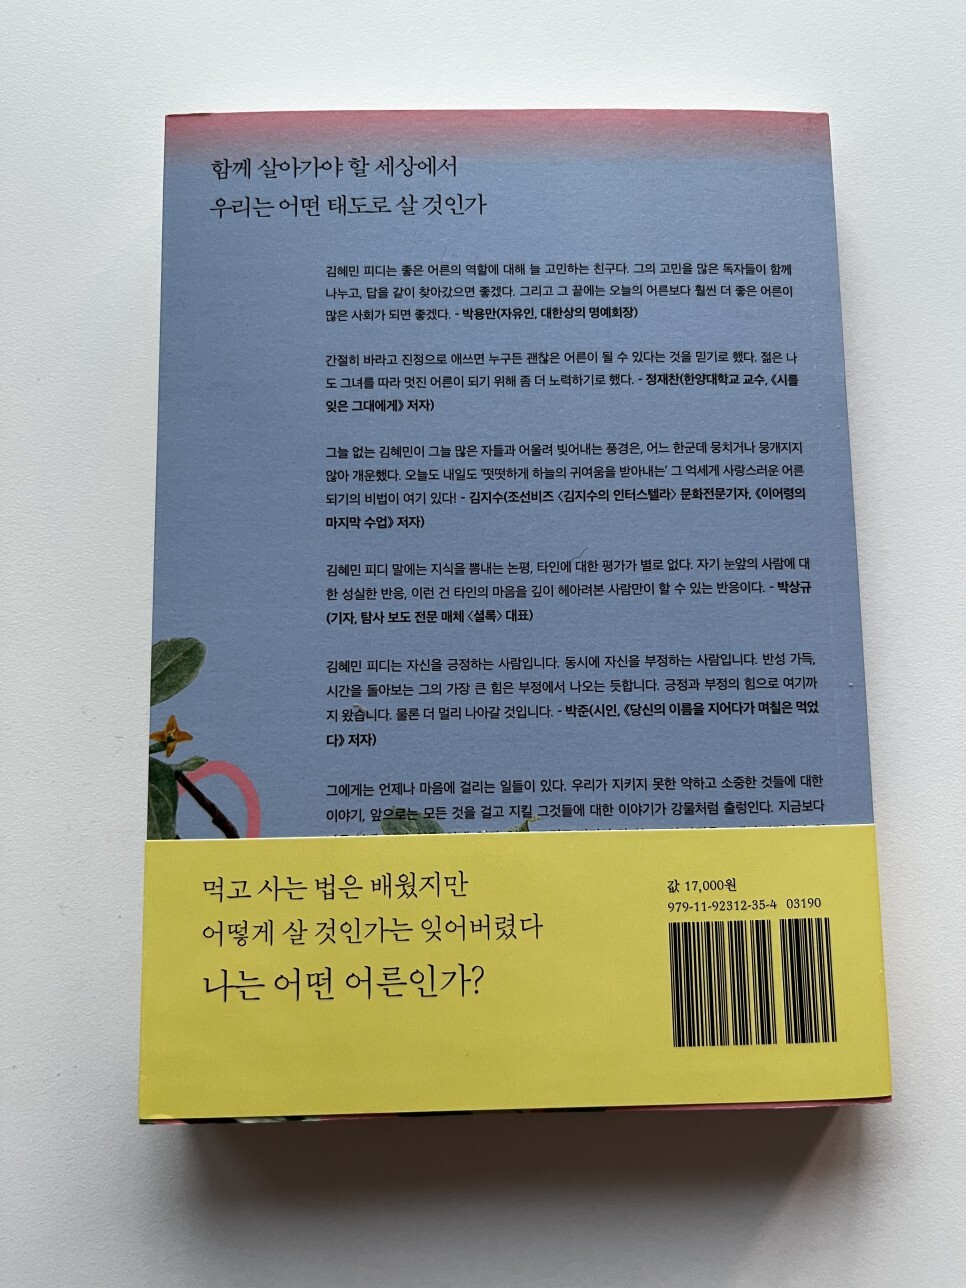 함께 살아가야 할 세상에서
우리는 어떤 태도로 살 것인가
김혜민 피디는 좋은 어른의 역할에 대해 늘 고민하는 친구다. 그의 고민을 많은 독자들이 함께
나누고, 답을 같이 찾아갔으면 좋겠다. 그리고 그 끝에는 오늘의 어른보다 훨씬 더 좋은 어른이
많은 사회가 되면 좋겠다. - 박용만(자유인, 대한상의 명예회장)
간절히 바라고 진정으로 애쓰면 누구든 괜찮은 어른이 될 수 있다는 것을 믿기로 했다. 젊은 나
도 그녀를 따라 멋진 어른이 되기 위해 좀 더 노력하기로 했다. - 정재찬(한양대학교 교수, 《시를
잊은 그대에게》 저자)
그늘 없는 김혜민이 그늘 많은 자들과 어울려 빚어내는 풍경은, 어느 한군데 뭉치거나 뭉개지지
않아 개운했다. 오늘도 내일도 '떳떳하게 하늘의 귀여움을 받아내는' 그 억세게 사랑스러운 어른
되기의 비법이 여기 있다! - 김지수(조선비즈 〈김지수의 인터스텔라〉 문화전문기자, 《이어령의
마지막 수업》 저자)
김혜민 피디 말에는 지식을 뽐내는 논평, 타인에 대한 평가가 별로 없다. 자기 눈앞의 사람에 대
한 성실한 반응, 이런 건 타인의 마음을 깊이 헤아려본 사람만이 할 수 있는 반응이다. - 박상규
(기자, 탐사 보도 전문 매체 〈셜록〉 대표)
김혜민 피디는 자신을 긍정하는 사람입니다. 동시에 자신을 부정하는 사람입니다. 반성 가득,
시간을 돌아보는 그의 가장 큰 힘은 부정에서 나오는 듯합니다. 긍정과 부정의 힘으로 여기까
지 왔습니다. 물론 더 멀리 나아갈 것입니다. - 박준(시인, 《당신의 이름을 지어다가 며칠은 먹었
다》 저자)
그에게는 언제나 마음에 걸리는 일들이 있다. 우리가 지키지 못한 약하고 소중한 것들에 대한
이야기, 앞으로는 모든 것을 걸고 지킬 그것들에 대한 이야기가 강물처럼 출렁인다. 지금보다
먹고 사는 법은 배웠지만
어떻게 살 것인가는 잊어버렸다
나는 어떤 어른인가?
값 17,000원
979-11-92312-35-4 03190